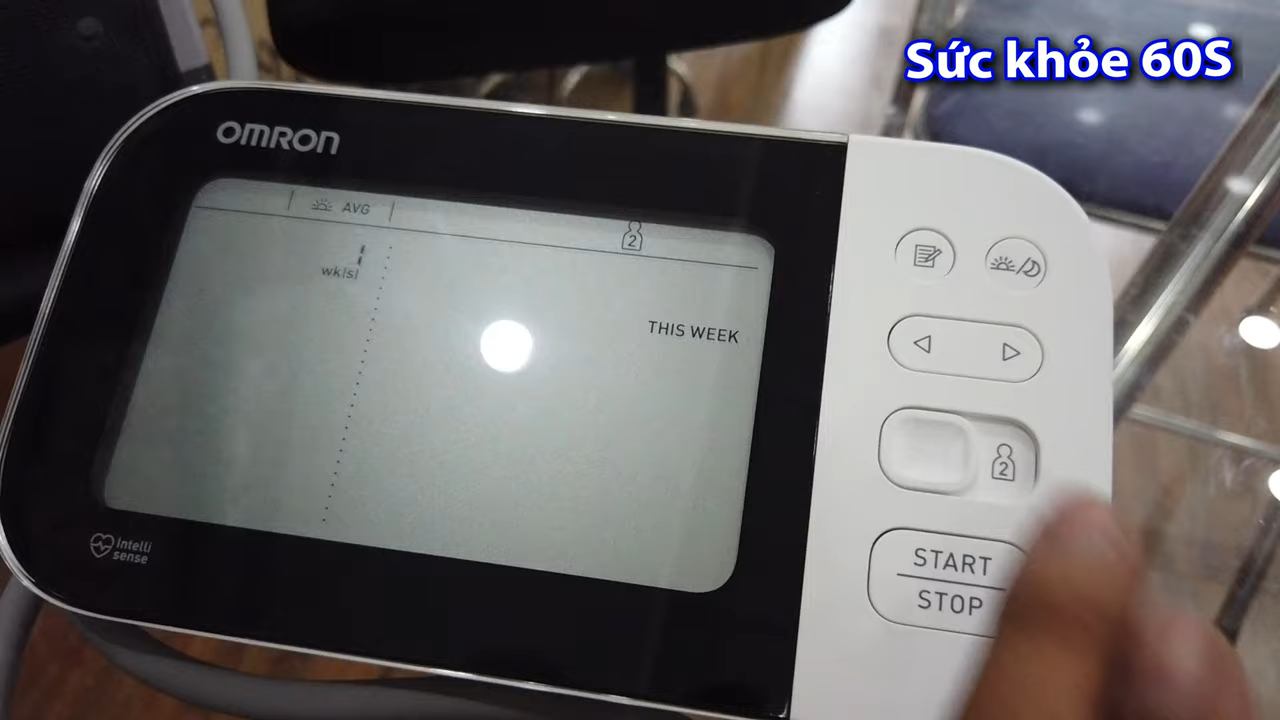 Sức khỏe 60S
OMRON
AVG
2
wk(s)
THIS WEEK
2
START
STOP
Intelli
sense